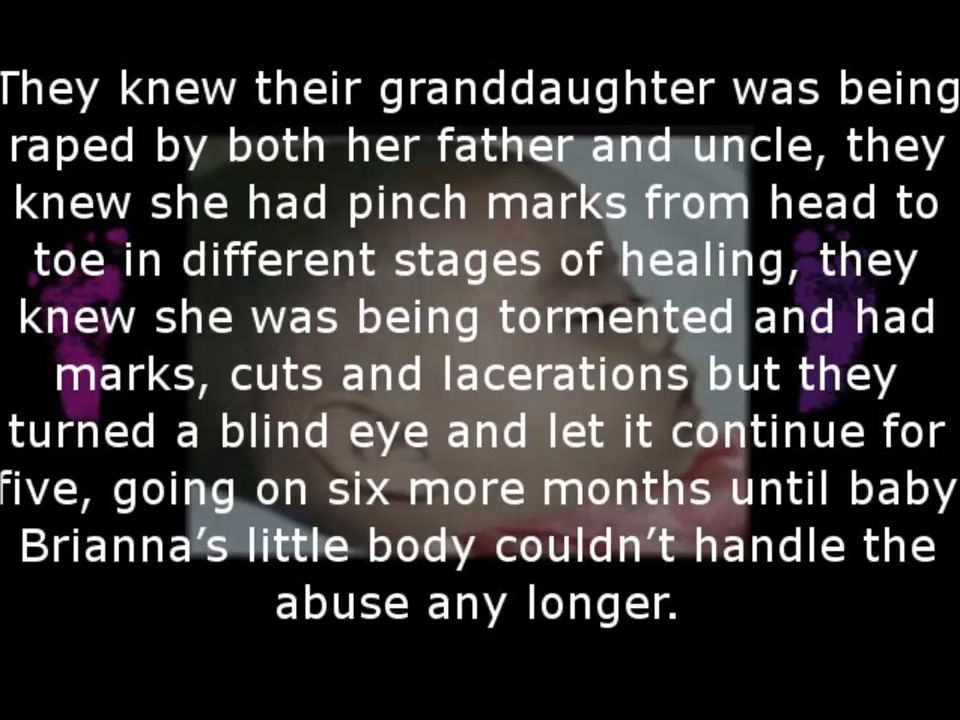 They knew their granddaughter was being
raped by both her father and uncle, they
knew she had pinch marks from head to
toe in different stages of healing, they
knew she was being tormented and had
marks, cuts and lacerations but they
turned a blind eye and let it continue for
five, going on six more months until baby
Brianna’s little body couldn’t handle the
abuse any longer.